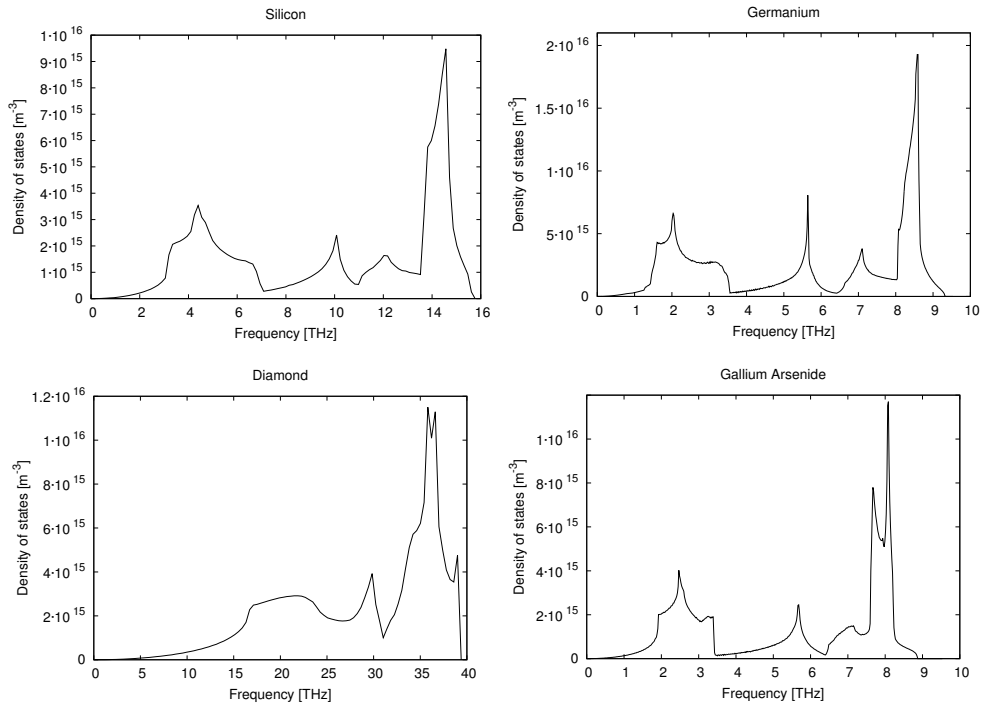 Silicon
1·10 16
9·10 15
8·10 15
7·10 15
6·10 15
5·10 15
4·10 15
3·10 15
2·10 15
1·10 15
0
Density of states [m-3]
0 2 4 6 8 10 12 14 16
Frequency [THz]
Germanium
2·10 16
1.5·10 16
1·10 16
5·10 15
0
Density of states [m-3]
0 1 2 3 4 5 6 7 8 9 10
Frequency [THz]
Diamond
1.2·10 16
1·10 16
8·10 15
6·10 15
4·10 15
2·10 15
0
Density of states [m-3]
0 5 10 15 20 25 30 35 40
Frequency [THz]
Gallium Arsenide
1·10 16
8·10 15
6·10 15
4·10 15
2·10 15
0
Density of states [m-3]
0 1 2 3 4 5 6 7 8 9 10
Frequency [THz]